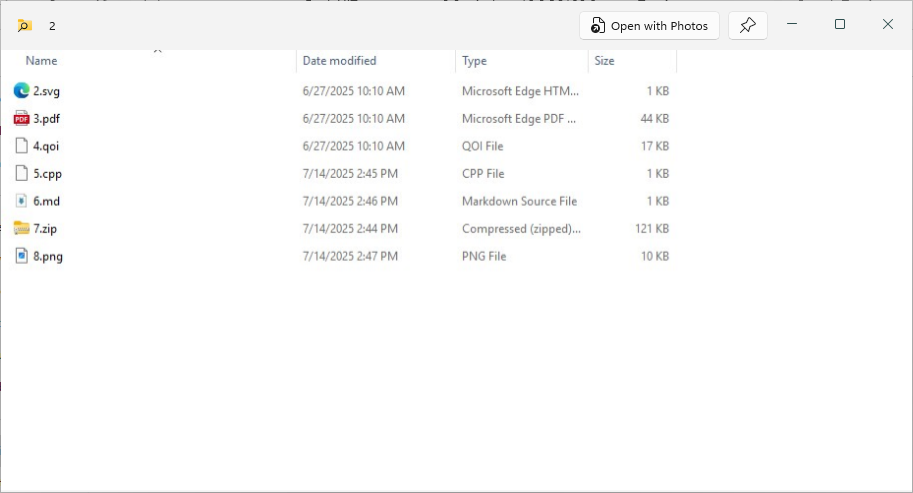 2
Open with Photos
Name Date modified Type Size
2.svg 6/27/2025 10:10 AM Microsoft Edge HTM... 1 KB
PDF 3.pdf 6/27/2025 10:10 AM Microsoft Edge PDF ... 44 KB
4.qoi 6/27/2025 10:10 AM QOI File 17 KB
5.cpp 7/14/2025 2:45 PM CPP File 1 KB
6.md 7/14/2025 2:46 PM Markdown Source File 1 KB
7.zip 7/14/2025 2:44 PM Compressed (zipped)... 121 KB
8.png 7/14/2025 2:47 PM PNG File 10 KB